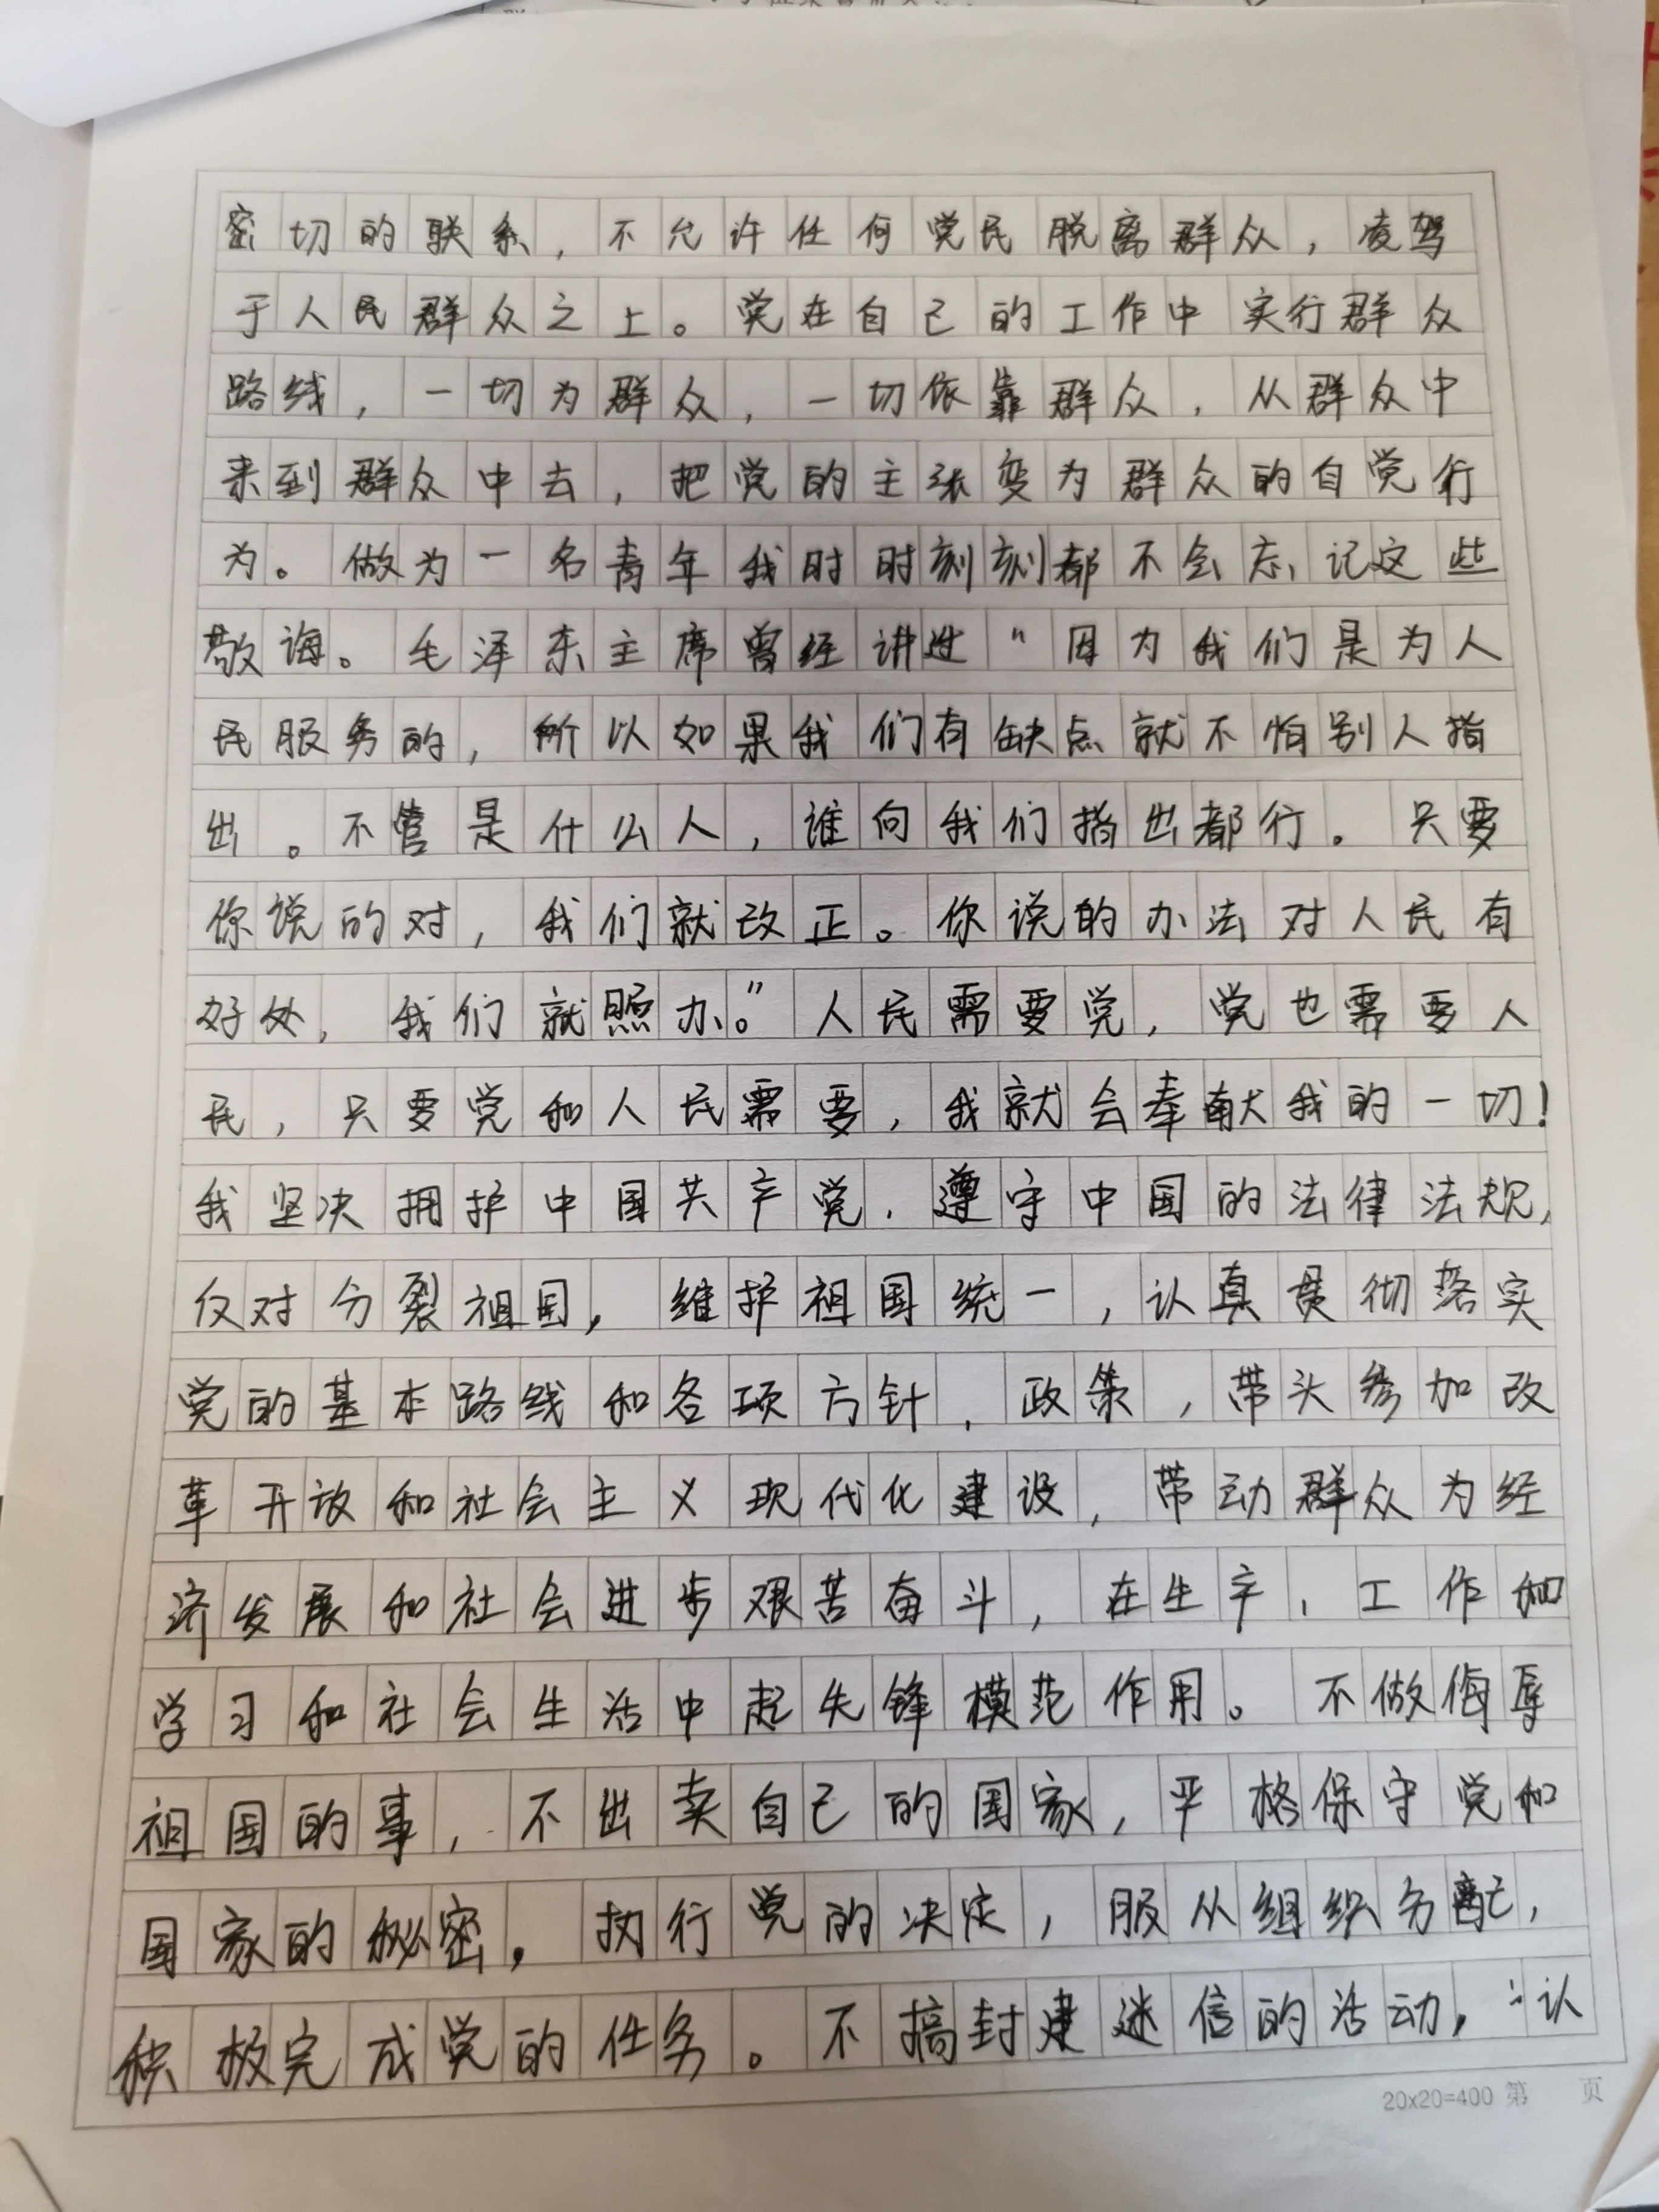 密切的联系，不允许任何党民脱离群众，凌驾
于人民群众之上。党在自己的工作中实行群众
路线，一切为群众，一切依靠群众，从群众中
来到群众中去，把党的主张变为群众的自党行
为。做为一名青年我时时刻刻都不会忘记这些
敬诲。毛泽东主席曾经讲过"因为我们是为人
民服务的，所以如果我们有缺点就不怕别人指
出。不管是什么人，谁向我们指出都行。只要
你说的对，我们就改正。你说的办法对人民有
好处，我们就照办。"人民需要党，党也需要人
民，只要党和人民需要，我就会奉献我的一切！
我坚决拥护中国共产党，遵守中国的法律法规，
仅对分裂祖国，维护祖国统一，认真贯彻落实
党的基本路线和各项方针，政策，带头参加改
革开放和社会主义现代化建设，带动群众为经
济发展和社会进步艰苦奋斗，在生产，工作和
学习和社会生活中起先锋模范作用。不做侮辱
祖国的事，不出卖自己的国家，严格保守党和
国家的秘密，执行党的决定，服从组织分配，
积极完成党的任务。不搞封建迷信的活动，认
20x20=400 第 页